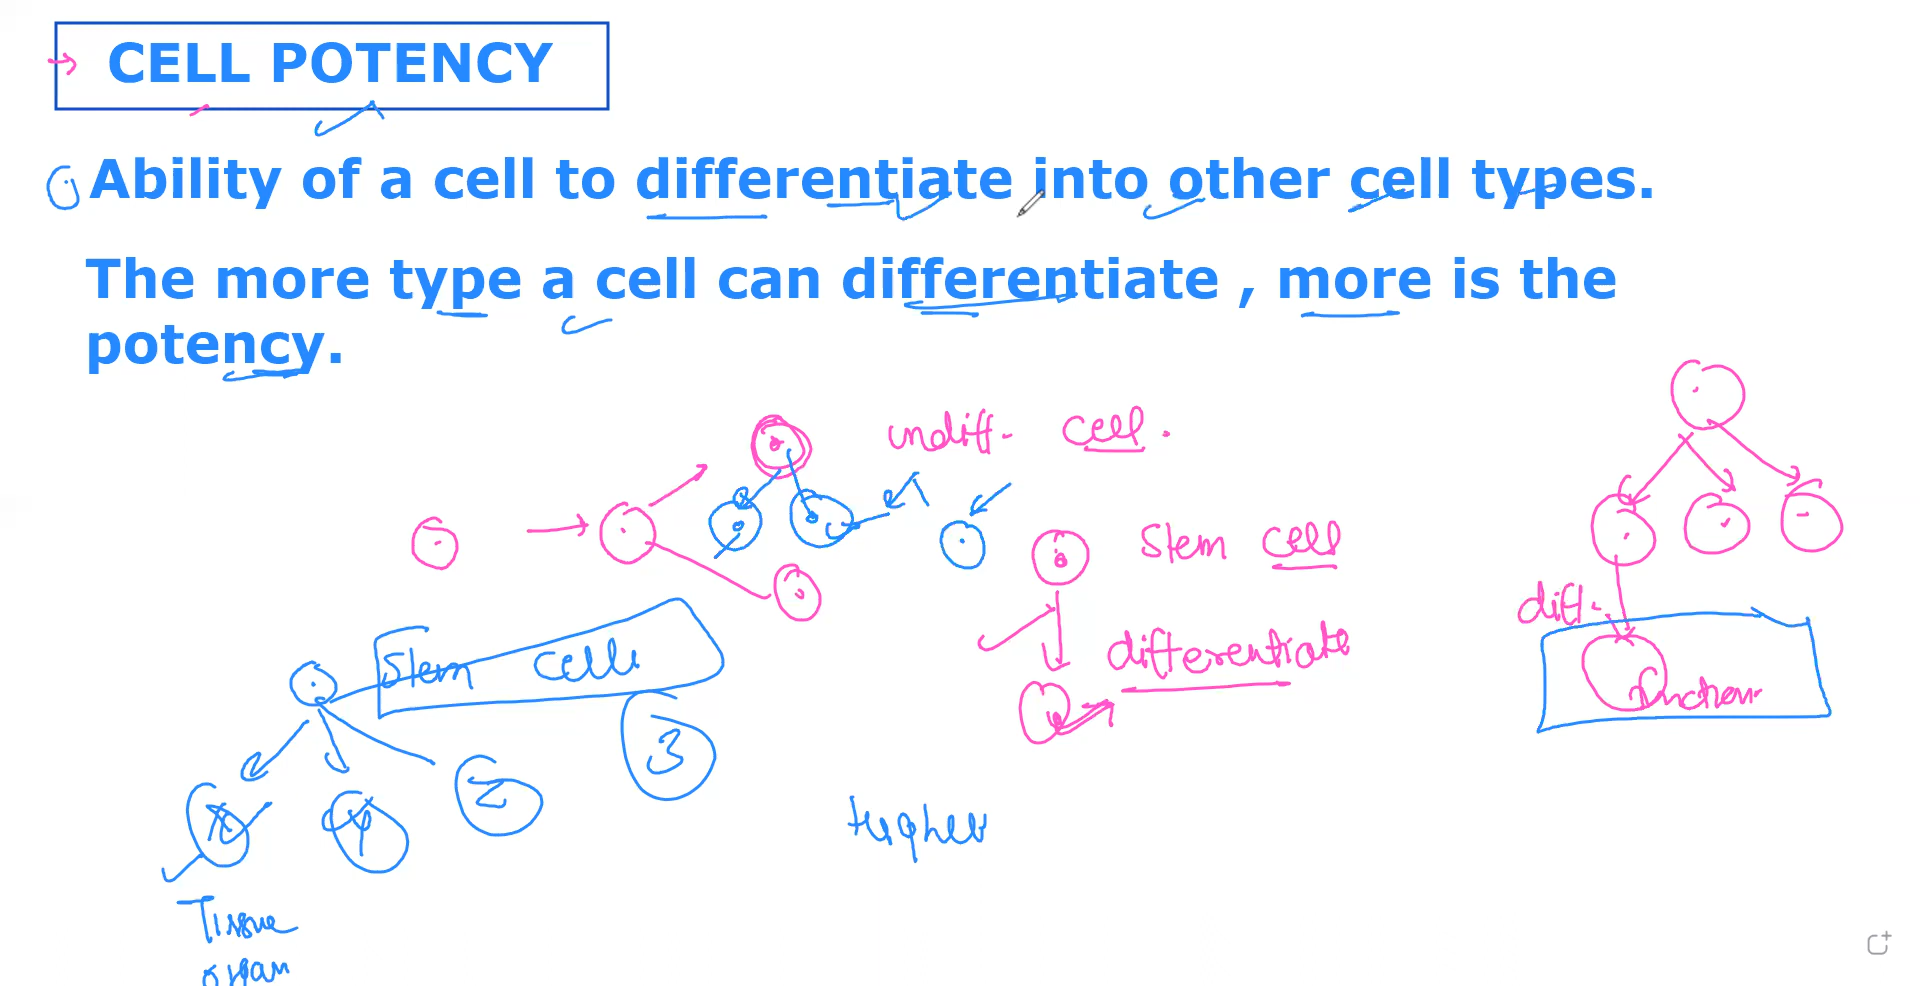 CELL POTENCY
Ability of a cell to differentiate into other cell types.
The more type a cell can differentiate , more is the
potency.
undiff. cell.
Stem cell
diff.
Stem cells
differentiate
function
3
X Y Z
Higher
Tissue
organ